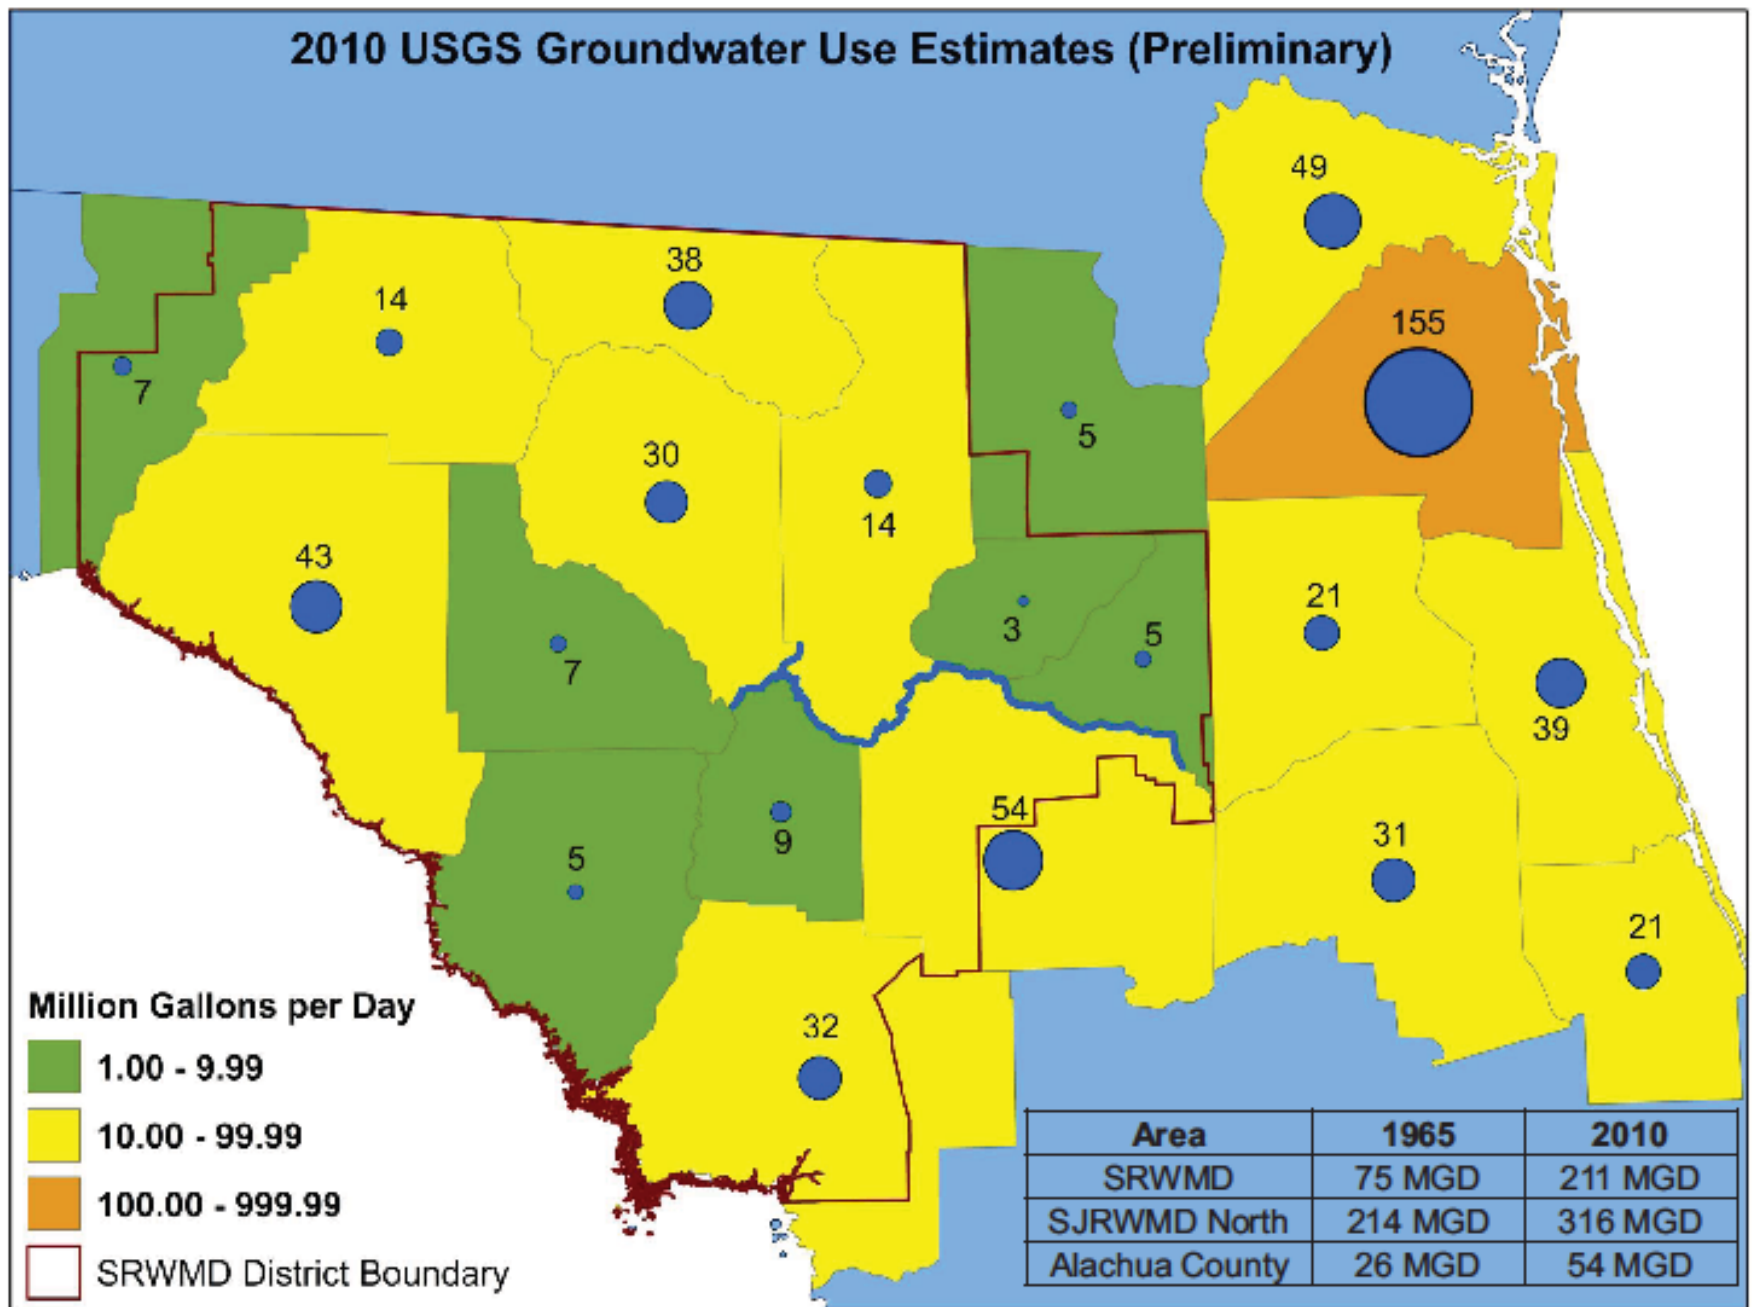 2010 USGS Groundwater Use Estimates (Preliminary)
49
38
14
155
7
5
30
14
43
21
3
5
7
39
54
9
31
5
21
32
Million Gallons per Day
1.00 - 9.99
10.00 - 99.99
100.00 - 999.99
SRWMD District Boundary
Area 1965 2010
SRWMD 75 MGD 211 MGD
SJRWMD North 214 MGD 316 MGD
Alachua County 26 MGD 54 MGD